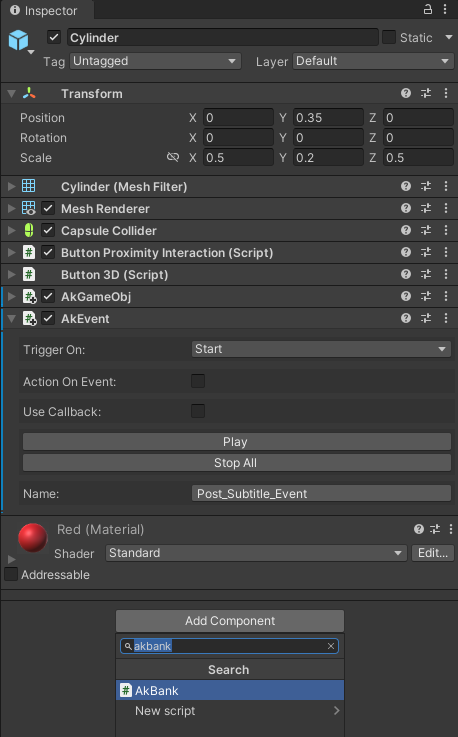 Inspector
Cylinder Static
Tag Untagged Layer Default
Transform
Position X 0 Y 0.35 Z 0
Rotation X 0 Y 0 Z 0
Scale X 0.5 Y 0.2 Z 0.5
Cylinder (Mesh Filter)
Mesh Renderer
Capsule Collider
# Button Proximity Interaction (Script)
# Button 3D (Script)
# AkGameObj
# AkEvent
Trigger On: Start
Action On Event:
Use Callback:
Play
Stop All
Name: Post_Subtitle_Event
Red (Material)
Shader Standard Edit...
Addressable
Add Component
akbank
Search
# AkBank
New script